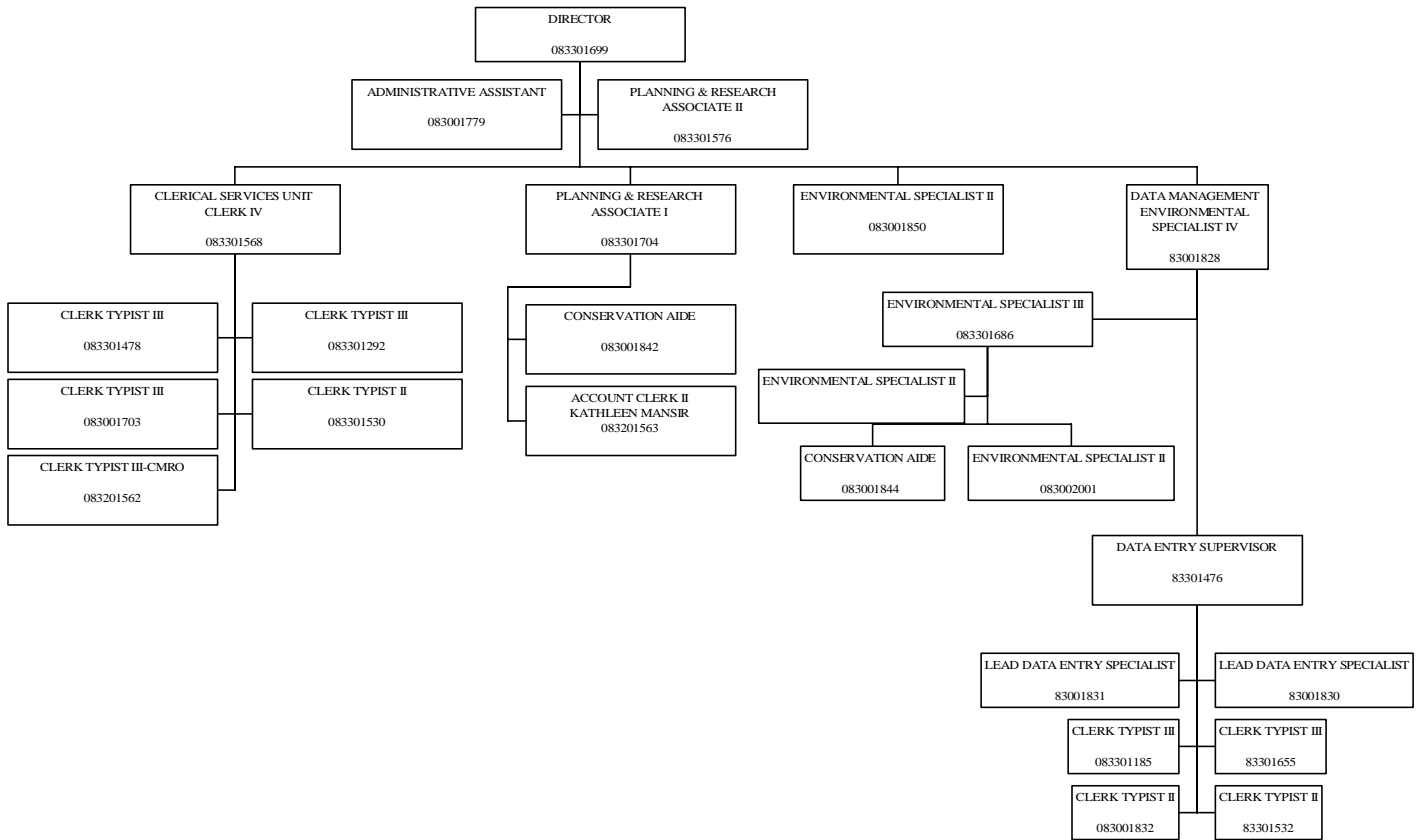 DIRECTOR
083301699
ADMINISTRATIVE ASSISTANT
083001779
PLANNING & RESEARCH
ASSOCIATE II
083301576
CLERICAL SERVICES UNIT
CLERK IV
083301568
PLANNING & RESEARCH
ASSOCIATE I
083301704
ENVIRONMENTAL SPECIALIST II
083001850
DATA MANAGEMENT
ENVIRONMENTAL
SPECIALIST IV
83001828
CLERK TYPIST III
083301478
CLERK TYPIST III
083301292
CLERK TYPIST III
083001703
CLERK TYPIST II
083301530
CLERK TYPIST III-CMRO
083201562
CONSERVATION AIDE
083001842
ACCOUNT CLERK II
KATHLEEN MANSIR
083201563
ENVIRONMENTAL SPECIALIST III
083301686
ENVIRONMENTAL SPECIALIST II
CONSERVATION AIDE
083001844
ENVIRONMENTAL SPECIALIST II
083002001
DATA ENTRY SUPERVISOR
83301476
LEAD DATA ENTRY SPECIALIST
83001831
LEAD DATA ENTRY SPECIALIST
83001830
CLERK TYPIST III
083301185
CLERK TYPIST III
83301655
CLERK TYPIST II
083001832
CLERK TYPIST II
83301532